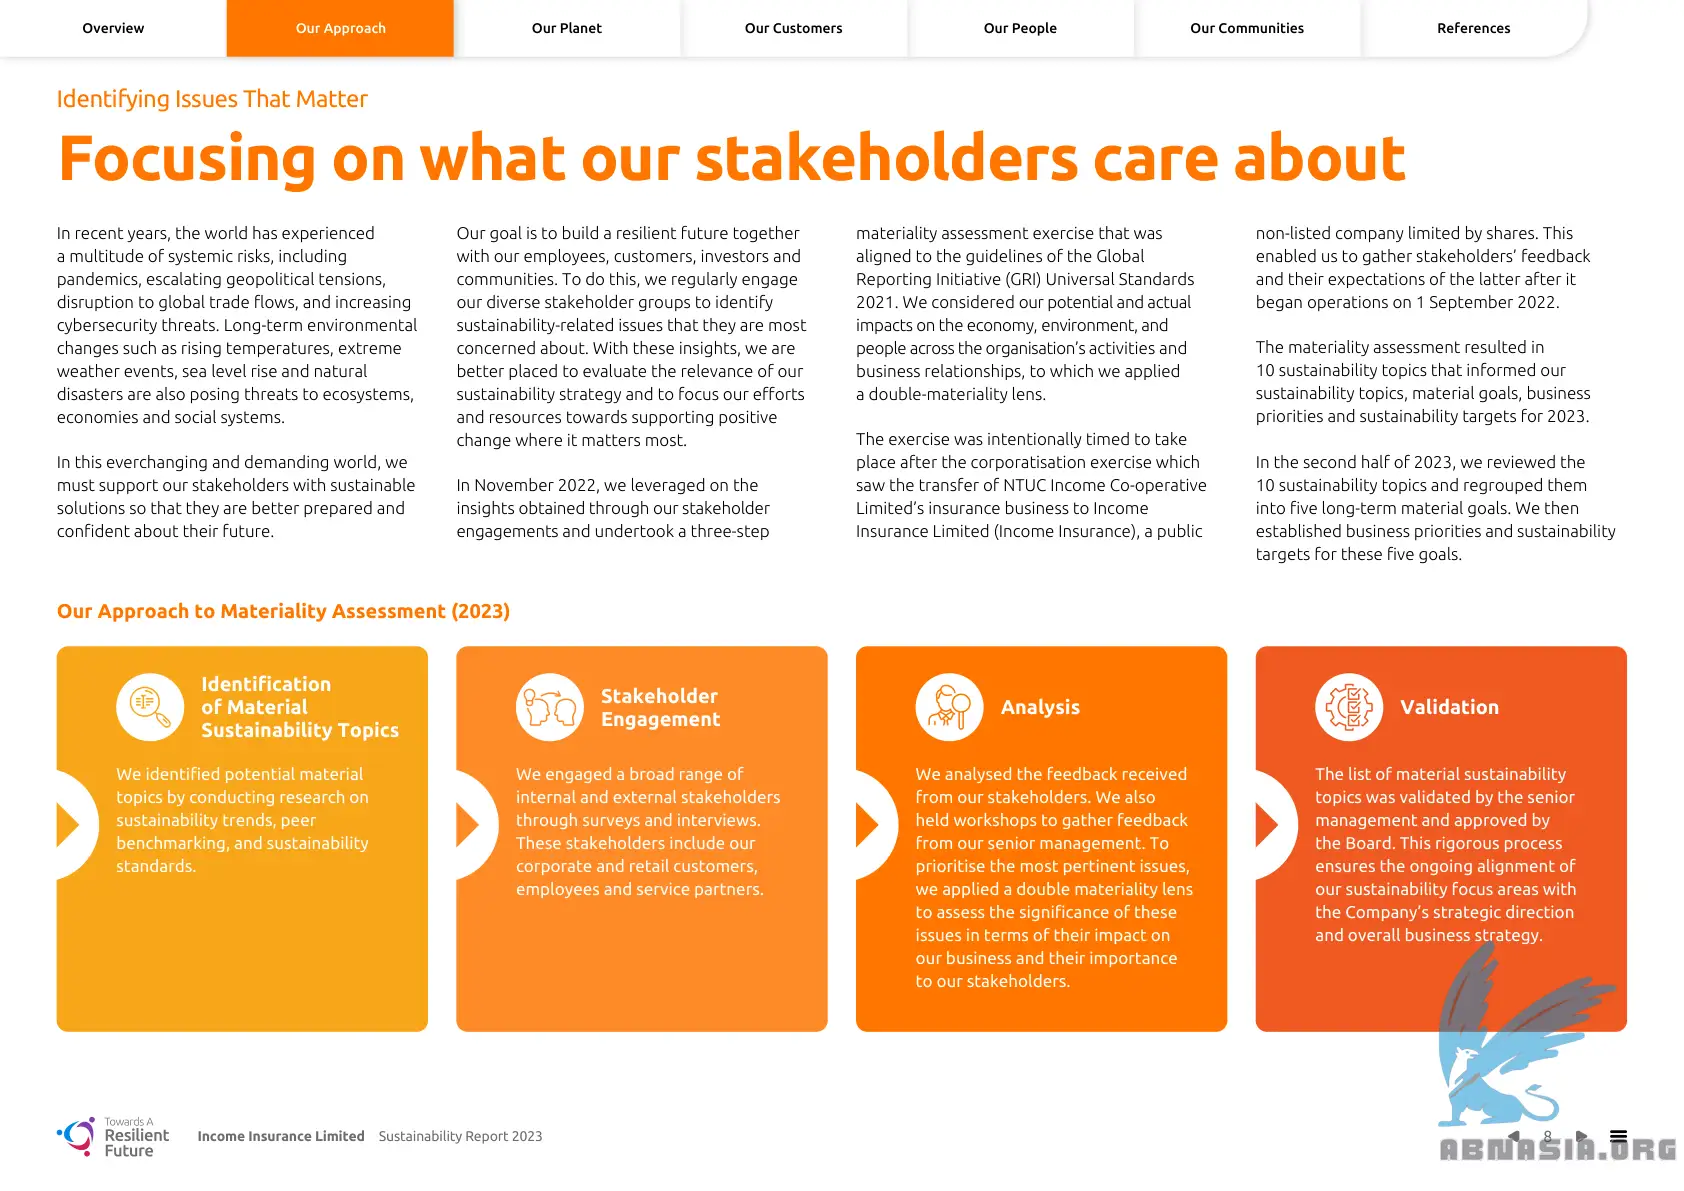 Overview
Our Approach
Our Planet
Our Customers
Our People
Our Communities
References
Identifying Issues That Matter
Focusing on what our stakeholders care about
In recent years, the world has experienced
a multitude of systemic risks, including
pandemics, escalating geopolitical tensions,
disruption to global trade flows, and increasing
cybersecurity threats. Long-term environmental
changes such as rising temperatures, extreme
weather events, sea level rise and natural
disasters are also posing threats to ecosystems,
economies and social systems.
In this everchanging and demanding world, we
must support our stakeholders with sustainable
solutions so that they are better prepared and
confident about their future.
Our goal is to build a resilient future together
with our employees, customers, investors and
communities. To do this, we regularly engage
our diverse stakeholder groups to identify
sustainability-related issues that they are most
concerned about. With these insights, we are
better placed to evaluate the relevance of our
sustainability strategy and to focus our efforts
and resources towards supporting positive
change where it matters most.
In November 2022, we leveraged on the
insights obtained through our stakeholder
engagements and undertook a three-step
materiality assessment exercise that was
aligned to the guidelines of the Global
Reporting Initiative (GRI) Universal Standards
2021. We considered our potential and actual
impacts on the economy, environment, and
people across the organisation’s activities and
business relationships, to which we applied
a double-materiality lens.
The exercise was intentionally timed to take
place after the corporatisation exercise which
saw the transfer of NTUC Income Co-operative
Limited’s insurance business to Income
Insurance Limited (Income Insurance), a public
non-listed company limited by shares. This
enabled us to gather stakeholders’ feedback
and their expectations of the latter after it
began operations on 1 September 2022.
The materiality assessment resulted in
10 sustainability topics that informed our
sustainability topics, material goals, business
priorities and sustainability targets for 2023.
In the second half of 2023, we reviewed the
10 sustainability topics and regrouped them
into five long-term material goals. We then
established business priorities and sustainability
targets for these five goals.
Our Approach to Materiality Assessment (2023)
Identification
of Material
Sustainability Topics
We identified potential material
topics by conducting research on
sustainability trends, peer
benchmarking, and sustainability
standards.
Stakeholder
Engagement
We engaged a broad range of
internal and external stakeholders
through surveys and interviews.
These stakeholders include our
corporate and retail customers,
employees and service partners.
Analysis
We analysed the feedback received
from our stakeholders. We also
held workshops to gather feedback
from our senior management. To
prioritise the most pertinent issues,
we applied a double materiality lens
to assess the significance of these
issues in terms of their impact on
our business and their importance
to our stakeholders.
Validation
The list of material sustainability
topics was validated by the senior
management and approved by
the Board. This rigorous process
ensures the ongoing alignment of
our sustainability focus areas with
the Company’s strategic direction
and overall business strategy.
Towards A
Resilient
Future
Income Insurance Limited Sustainability Report 2023
8
ABNASIA.ORG